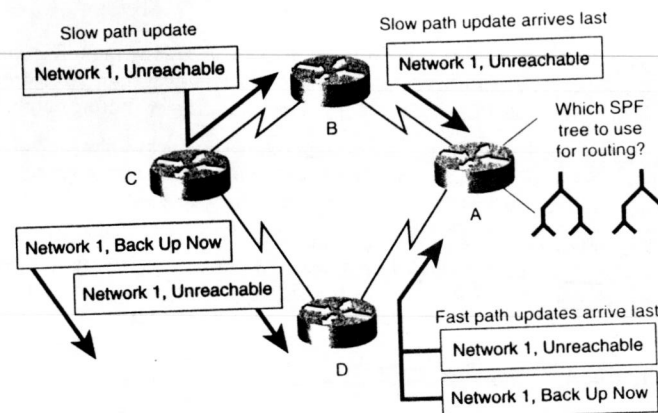 Slow path update
Network 1, Unreachable
Slow path update arrives last
Network 1, Unreachable
B
Which SPF
tree to use
for routing?
C
A
Network 1, Back Up Now
Network 1, Unreachable
D
Fast path updates arrive last
Network 1, Unreachable
Network 1, Back Up Now